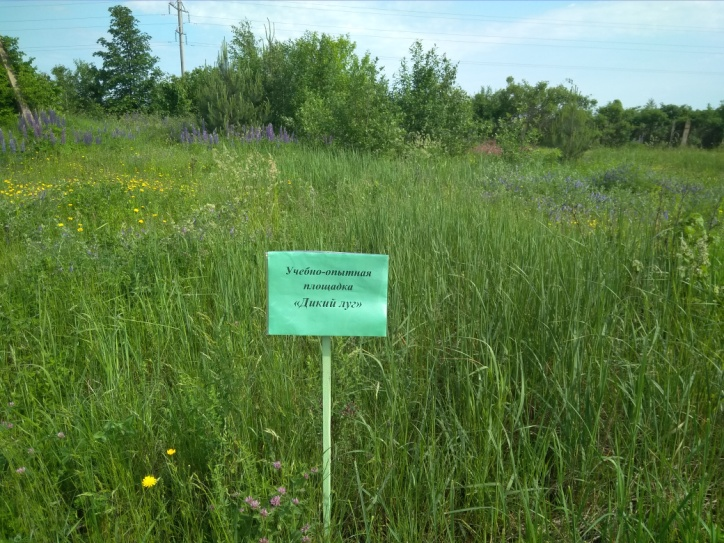 Учебно-опытная
площадка
«Дикий луг»